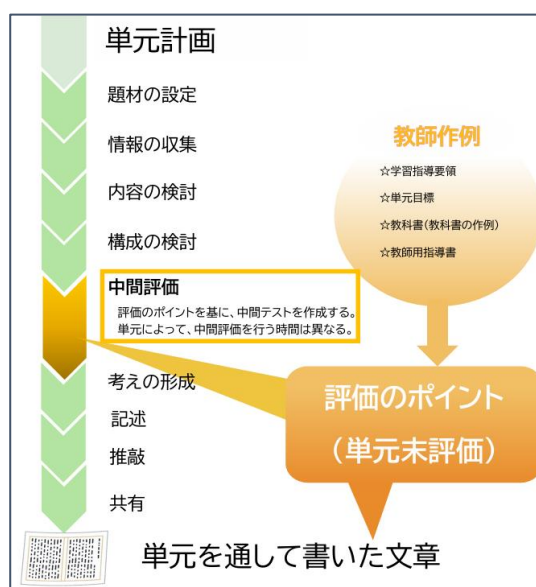 単元計画
題材の設定
情報の収集
内容の検討
構成の検討
中間評価
評価のポイントを基に、中間テストを作成する。
単元によって、中間評価を行う時間は異なる。
考えの形成
記述
推敲
共有
教師作例
☆学習指導要領
☆単元目標
☆教科書(教科書の作例)
☆教師用指導書
評価のポイント
(単元末評価)
単元を通して書いた文章